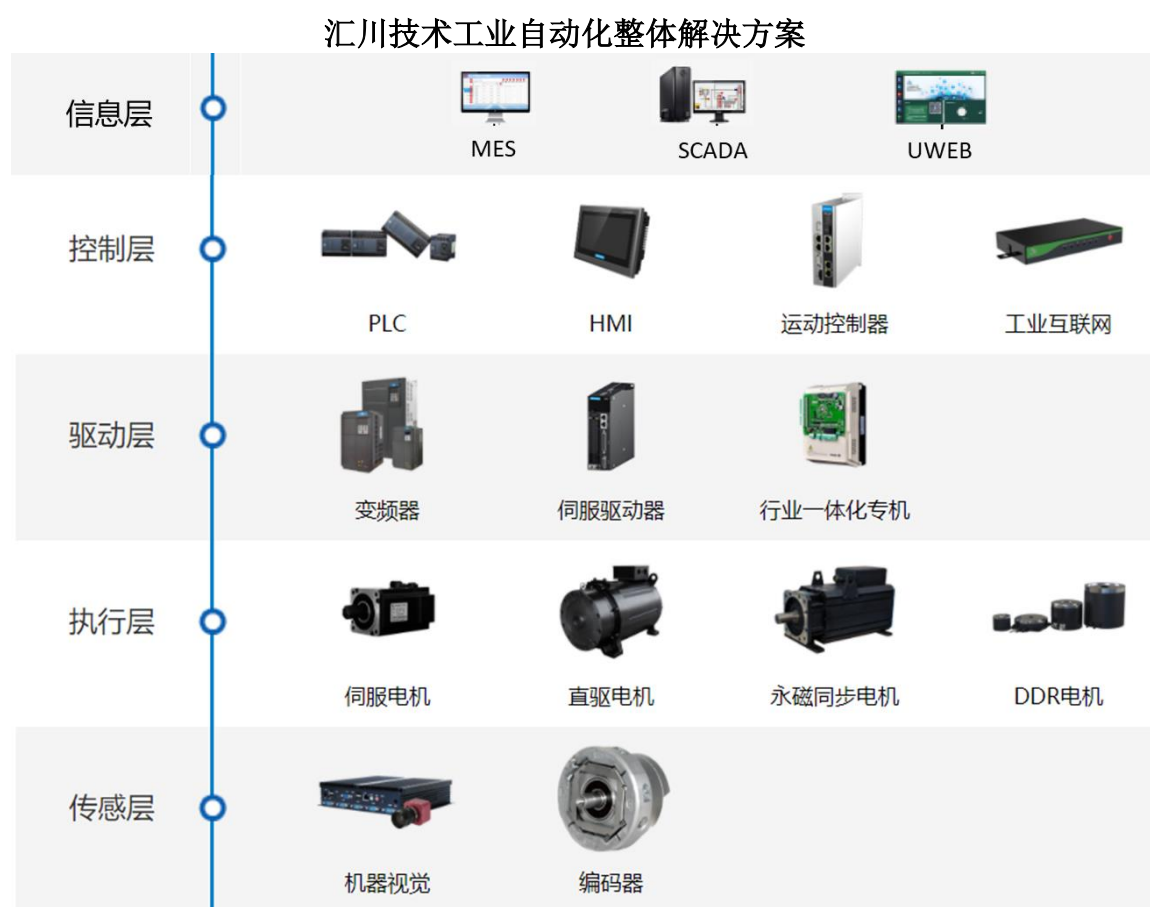 汇川技术工业自动化整体解决方案
信息层
MES SCADA UWEB
控制层
PLC HMI 运动控制器 工业互联网
驱动层
变频器 伺服驱动器 行业一体化专机
执行层
伺服电机 直驱电机 永磁同步电机 DDR电机
传感层
机器视觉 编码器